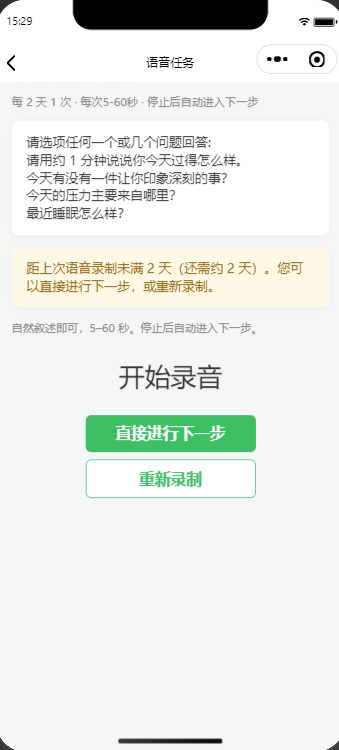 15:29
语音任务
每 2 天 1 次 · 每次5-60秒 · 停止后自动进入下一步
请选项任何一个或几个问题回答:
请用约 1 分钟说说你今天过得怎么样。
今天有没有一件让你印象深刻的事?
今天的压力主要来自哪里?
最近睡眠怎么样?
距上次语音录制未满 2 天（还需约 2 天）。您可
以直接进行下一步，或重新录制。
自然叙述即可，5–60 秒。停止后自动进入下一步。
开始录音
直接进行下一步
重新录制